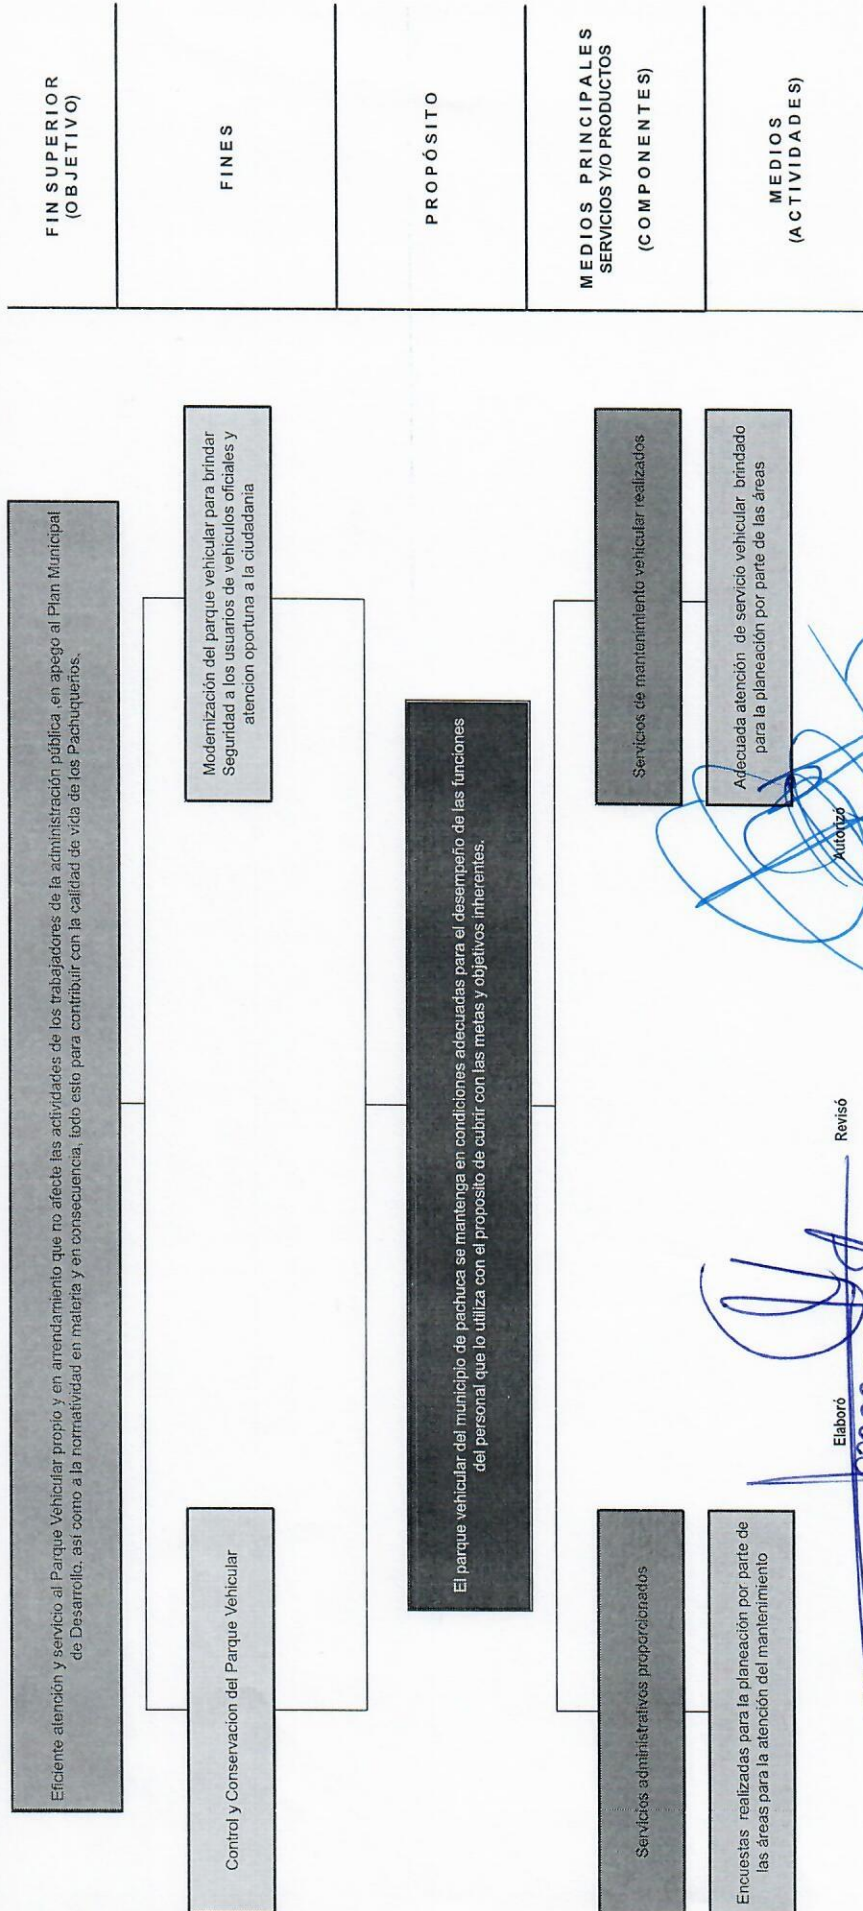 Eficiente atención y servicio al Parque Vehicular propio y en arrendamiento que no afecte las actividades de los trabajadores de la administración pública ,en apego al Plan Municipal
de Desarrollo, así como a la normatividad en materia y en consecuencia, todo esto para contribuir con la calidad de vida de los Pachuqueños.
FIN SUPERIOR
(OBJETIVO)
Control y Conservacion del Parque Vehicular
Modernización del parque vehicular para brindar
Seguridad a los usuarios de vehículos oficiales y
atencion oportuna a la ciudadania
FINES
El parque vehicular del municipio de pachuca se mantenga en condiciones adecuadas para el desempeño de las funciones
del personal que lo utiliza con el proposito de cubrir con las metas y objetivos inherentes.
PROPÓSITO
Servicios administrativos proporcionados
Servicios de mantenimiento vehicular realizados
MEDIOS PRINCIPALES
SERVICIOS Y/O PRODUCTOS
(COMPONENTES)
Encuestas realizadas para la planeación por parte de
las áreas para la atención del mantenimiento
Adecuada atención de servicio vehicular brindado
para la planeación por parte de las áreas
MEDIOS
(ACTIVIDADES)
Elaboró
Revisó
Autorizó